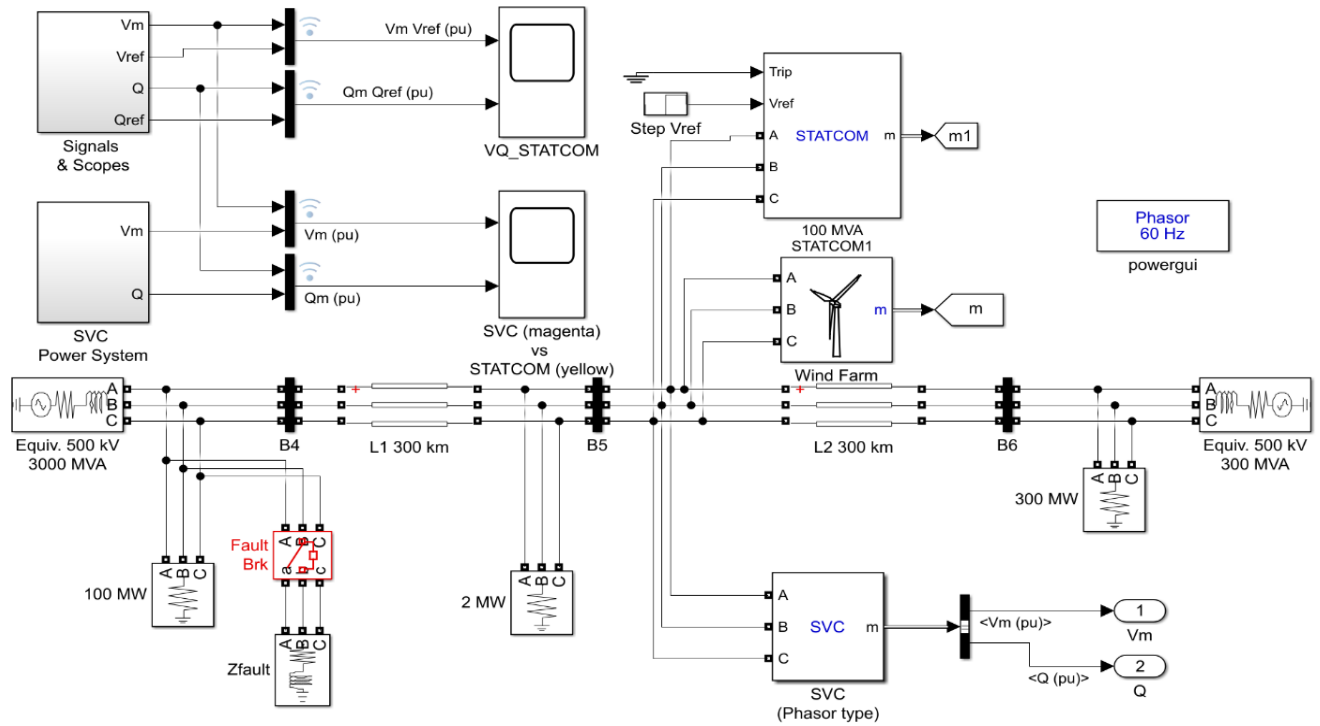 Vm
Vref
Q
Qref
Signals
& Scopes
Vm Vref (pu)
Qm Qref (pu)
VQ_STATCOM
Trip
Vref
A
B
C
STATCOM
m
m1
Step Vref
100 MVA
STATCOM1
Phasor
60 Hz
powergui
Vm
Q
SVC
Power System
Vm (pu)
Qm (pu)
SVC (magenta)
vs
STATCOM (yellow)
A
B
C
m
m
Wind Farm
A
B
C
Equiv. 500 kV
3000 MVA
B4
L1 300 km
B5
L2 300 km
B6
A
B
C
Equiv. 500 kV
300 MVA
A B C
Fault
Brk
a b c
A B C
100 MW
A B C
Zfault
A B C
2 MW
A B C
300 MW
A
B
C
SVC
m
SVC
(Phasor type)
<Vm (pu)>
<Q (pu)>
1
Vm
2
Q